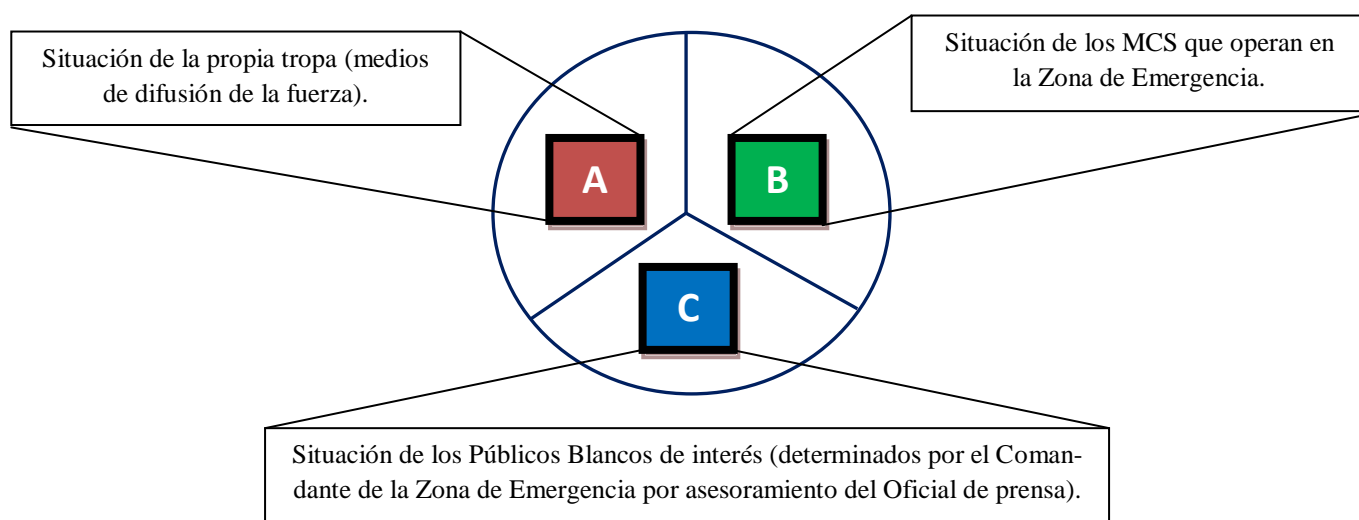 Situación de la propia tropa (medios
de difusión de la fuerza).
Situación de los MCS que operan en
la Zona de Emergencia.
A
B
C
Situación de los Públicos Blancos de interés (determinados por el Coman-
dante de la Zona de Emergencia por asesoramiento del Oficial de prensa).